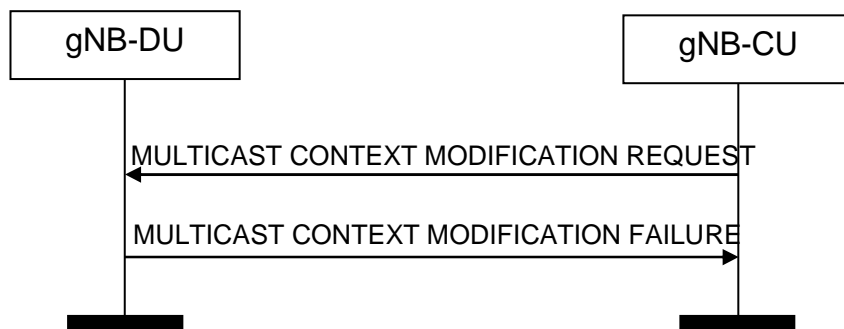 gNB-DU
gNB-CU
MULTICAST CONTEXT MODIFICATION REQUEST
MULTICAST CONTEXT MODIFICATION FAILURE